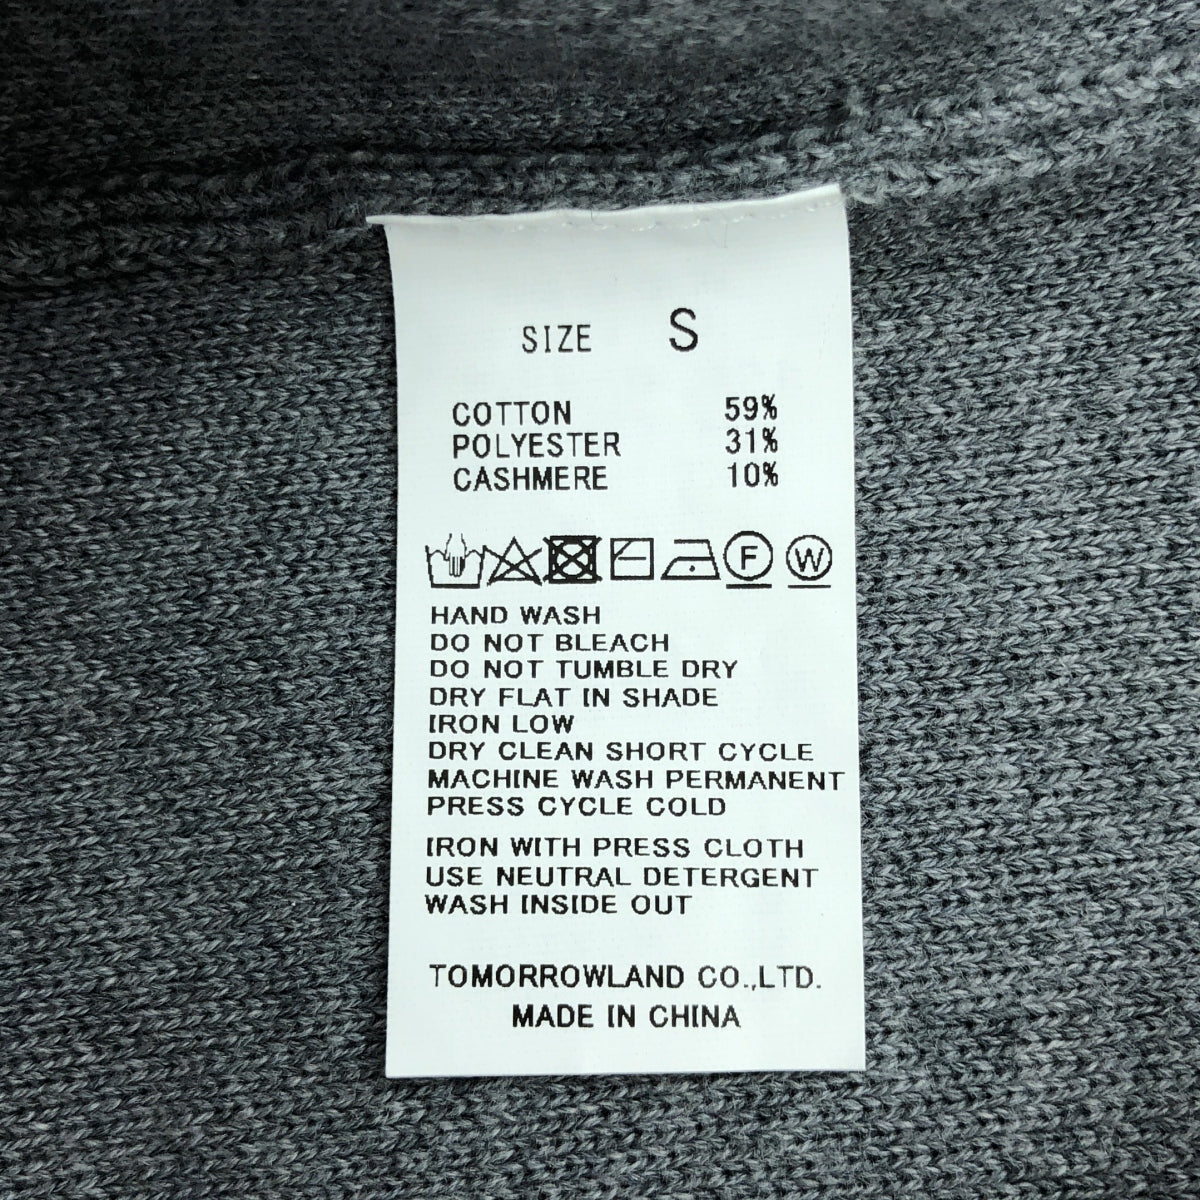 SIZE S
COTTON 59%
POLYESTER 31%
CASHMERE 10%
F W
HAND WASH
DO NOT BLEACH
DO NOT TUMBLE DRY
DRY FLAT IN SHADE
IRON LOW
DRY CLEAN SHORT CYCLE
MACHINE WASH PERMANENT
PRESS CYCLE COLD
IRON WITH PRESS CLOTH
USE NEUTRAL DETERGENT
WASH INSIDE OUT
TOMORROWLAND CO.,LTD.
MADE IN CHINA